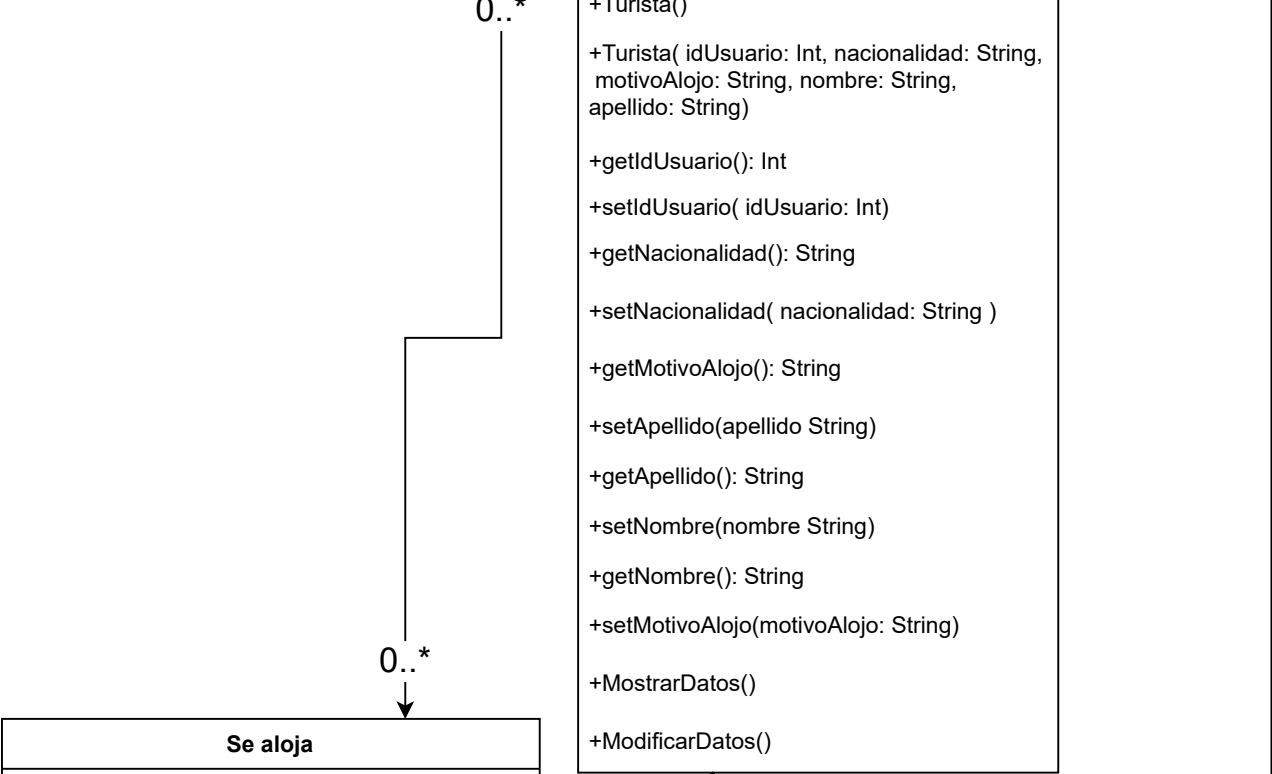 0..*
+Turista()
+Turista( idUsuario: Int, nacionalidad: String,
motivoAlojo: String, nombre: String,
apellido: String)
+getIdUsuario(): Int
+setIdUsuario( idUsuario: Int)
+getNacionalidad(): String
+setNacionalidad( nacionalidad: String )
+getMotivoAlojo(): String
+setApellido(apellido String)
+getApellido(): String
+setNombre(nombre String)
+getNombre(): String
+setMotivoAlojo(motivoAlojo: String)
0..*
+MostrarDatos()
Se aloja
+ModificarDatos()